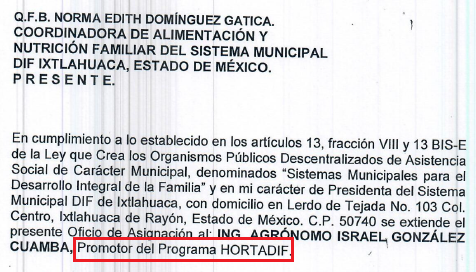 Q.F.B. NORMA EDITH DOMÍNGUEZ GATICA.
COORDINADORA DE ALIMENTACIÓN Y
NUTRICIÓN FAMILIAR DEL SISTEMA MUNICIPAL
DIF IXTLAHUACA, ESTADO DE MÉXICO.
P R E S E N T E.
En cumplimiento a lo establecido en los artículos 13, fracción VIII y 13 BIS-E
de la Ley que Crea los Organismos Públicos Descentralizados de Asistencia
Social de Carácter Municipal, denominados “Sistemas Municipales para el
Desarrollo Integral de la Familia” y en mi carácter de Presidenta del Sistema
Municipal DIF de Ixtlahuaca, con domicilio en Lerdo de Tejada No. 103 Col.
Centro, Ixtlahuaca de Rayón, Estado de México. C.P. 50740 se extiende el
presente Oficio de Asignación al: ING. AGRÓNOMO ISRAEL GONZÁLEZ
CUAMBA, Promotor del Programa HORTADIF.